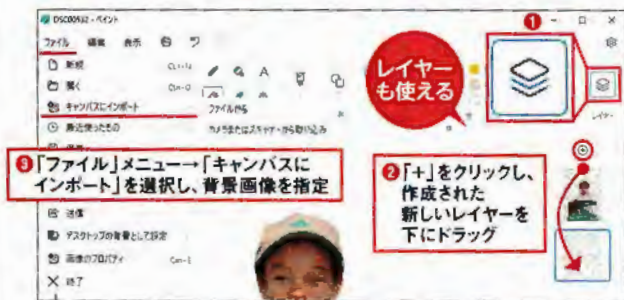 DSC00532 - ペイント
ファイル 編集 表示
新規 Ctrl+N
開く Ctrl+O
キャンバスにインポート
ファイルから
カメラまたはスキャナーから取り込み
最近使ったもの
送信
デスクトップの背景として設定
画像のプロパティ
終了
❶
レイヤー
も使える
レイヤー
❸「ファイル」メニュー→「キャンバスに
インポート」を選択し、背景画像を指定
❷「+」をクリックし、
作成された
新しいレイヤーを
下にドラッグ